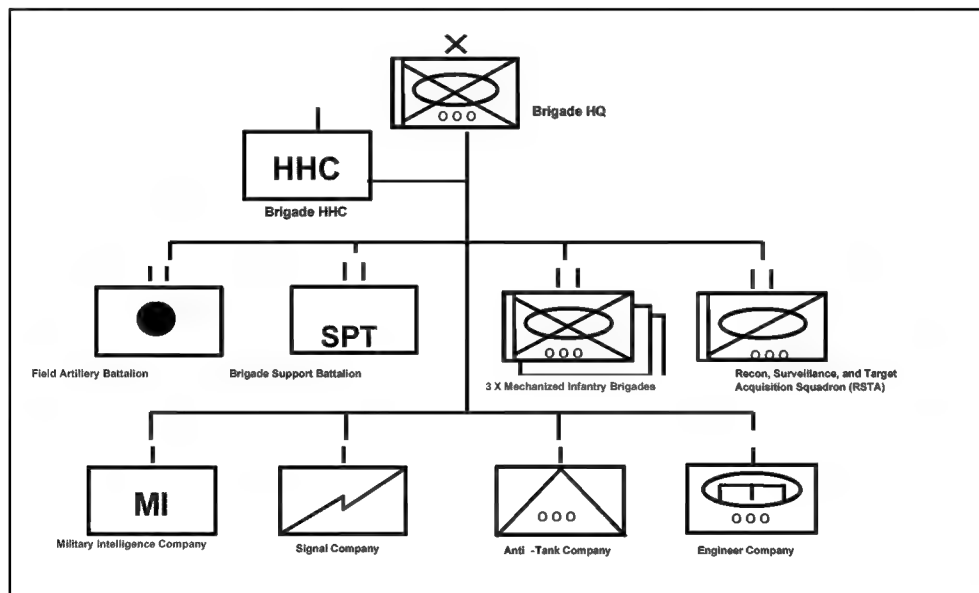 Brigade HQ
HHC
Brigade HHC
SPT
Field Artillery Battalion
Brigade Support Battalion
3 X Mechanized Infantry Brigades
Recon, Surveillance, and Target
Acquisition Squadron (RSTA)
MI
Military Intelligence Company
Signal Company
Anti -Tank Company
Engineer Company